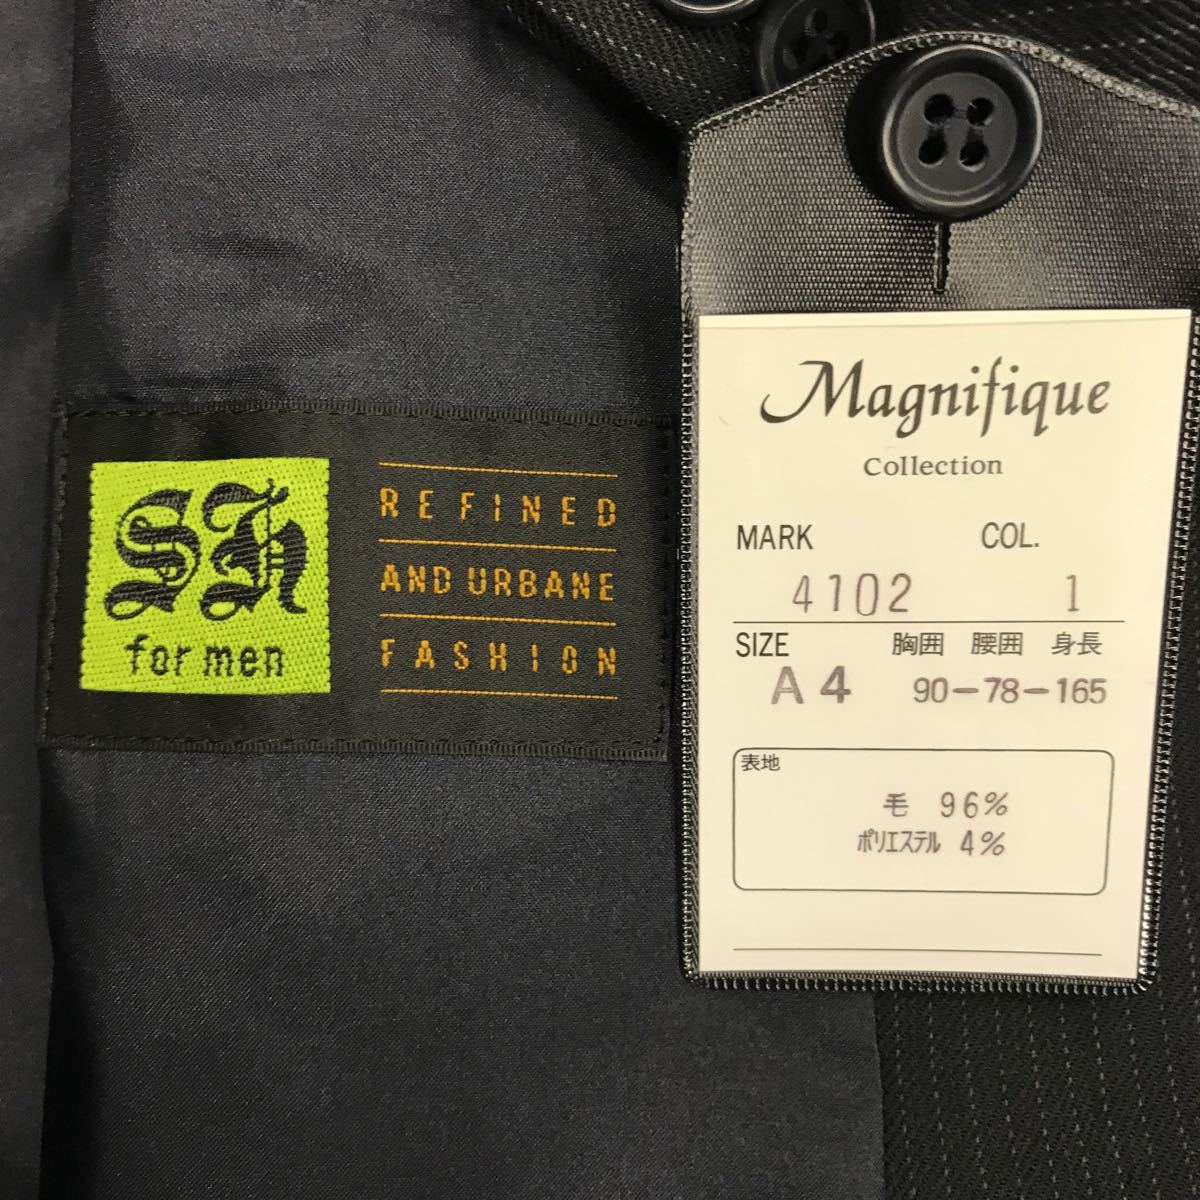 Sh
for men
REFINED
AND URBANE
FASHION
Magnifique
Collection
MARK COL.
4102 1
SIZE 胸囲 腰囲 身長
A4 90-78-165
表地
毛 96%
ポリエステル 4%